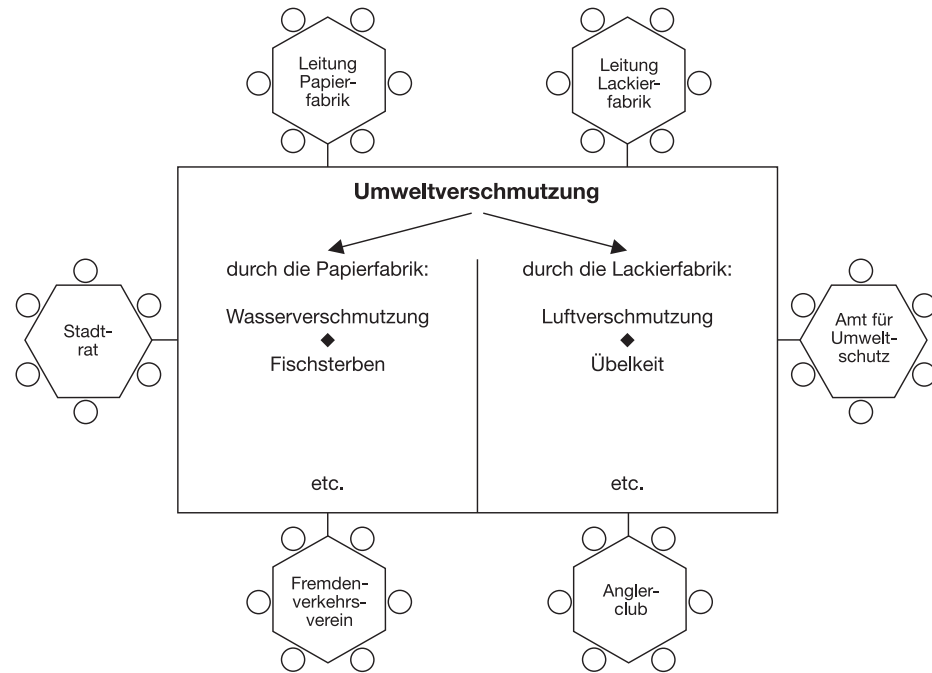 Leitung
Papier-
fabrik
Leitung
Lackier-
fabrik
Umweltverschmutzung
durch die Papierfabrik:
Wasserverschmutzung
Fischsterben
etc.
durch die Lackierfabrik:
Luftverschmutzung
Übelkeit
etc.
Stadt-
rat
Amt für
Umwelt-
schutz
Fremden-
verkehrs-
verein
Angler-
club